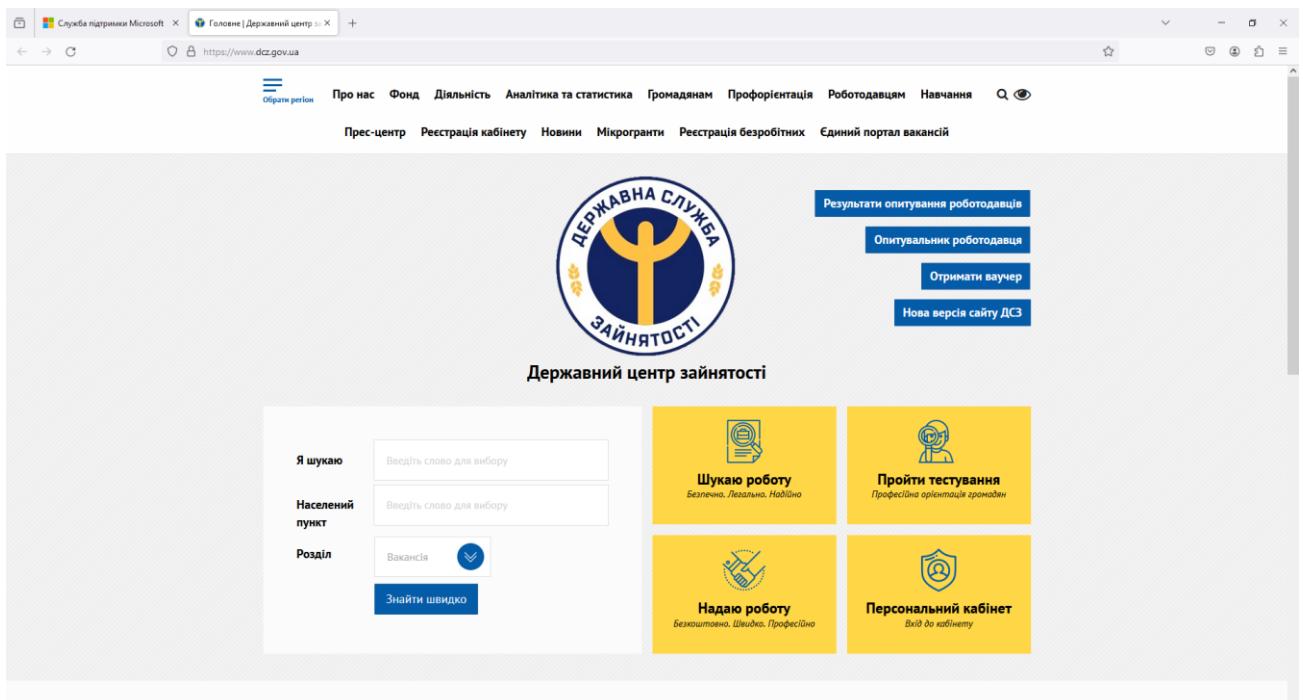 Служба підтримки Microsoft
Головне | Державний центр за
https://www.dcz.gov.ua
Обрати регіон
Про нас Фонд Діяльність Аналітика та статистика Громадянам Профорієнтація Роботодавцям Навчання
Прес-центр Реєстрація кабінету Новини Мікрогранти Реєстрація безробітних Єдиний портал вакансій
ДЕРЖАВНА СЛУЖБА
ЗАЙНЯТОСТІ
Результати опитування роботодавців
Опитувальник роботодавця
Отримати ваучер
Нова версія сайту ДСЗ
Державний центр зайнятості
Я шукаю
Введіть слово для вибору
Населений
пункт
Введіть слово для вибору
Розділ
Вакансія
Знайти швидко
Шукаю роботу
Безпечно. Легально. Надійно
Пройти тестування
Професійна орієнтація громадян
Надаю роботу
Безкоштовно. Швидко. Професійно
Персональний кабінет
Вхід до кабінету